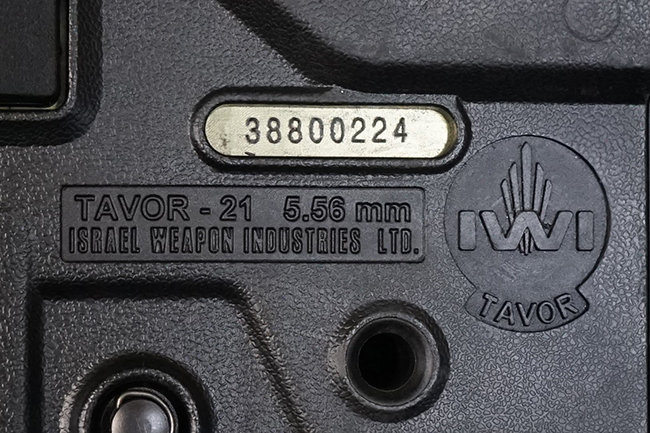 38800224
TAVOR - 21 5.56 mm
ISRAEL WEAPON INDUSTRIES LTD.
IWI
TAVOR